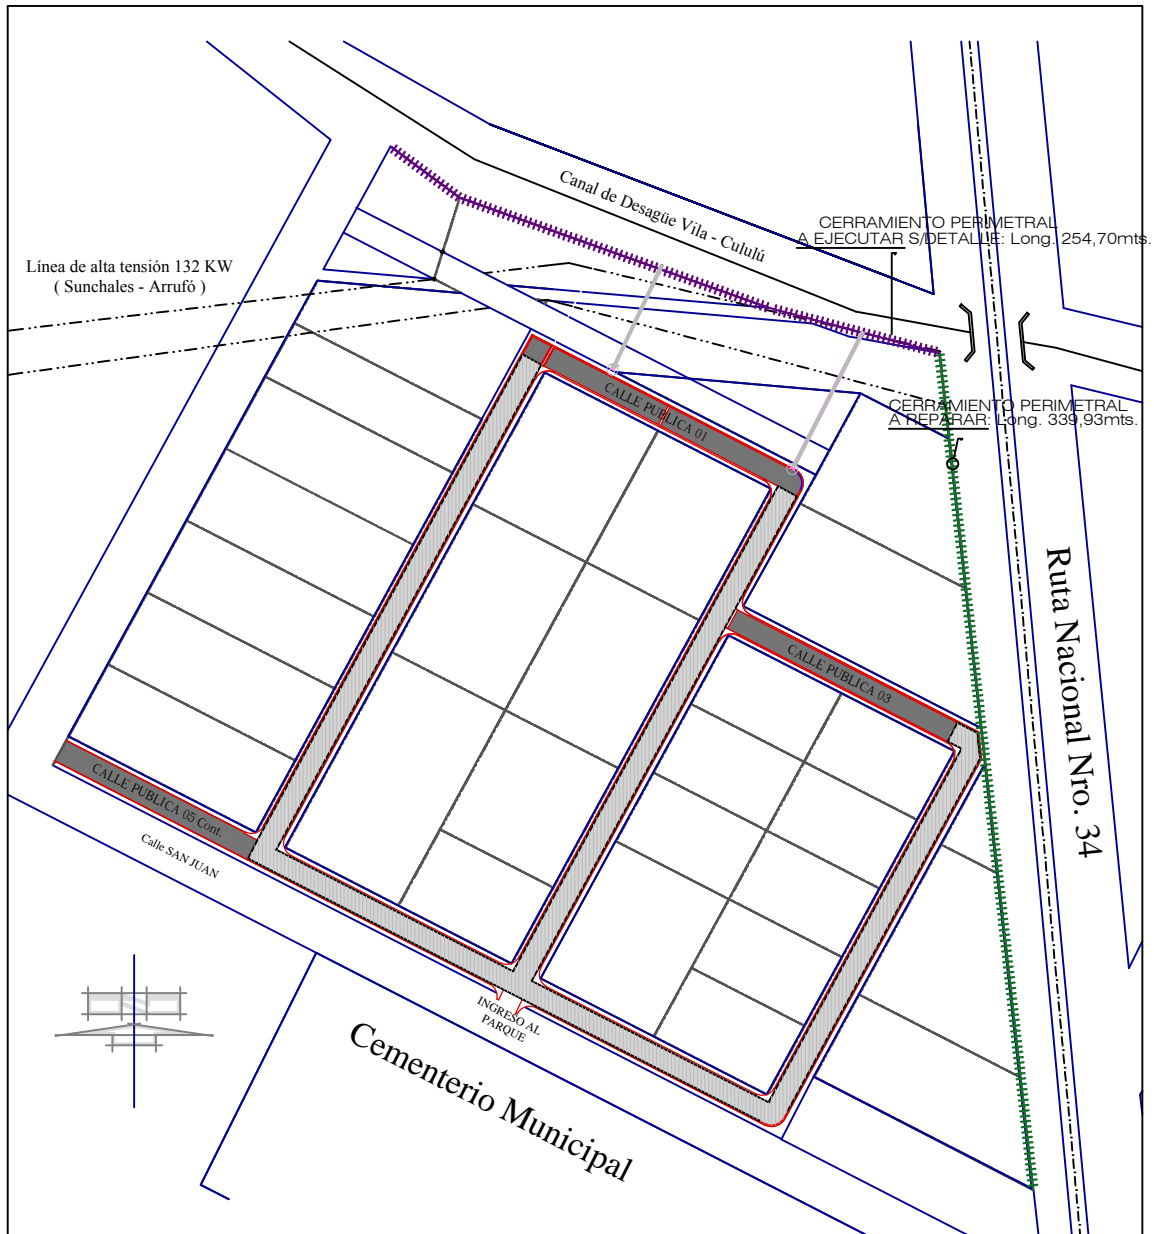 Canal de Desagüe Vila - Cululú
CERRAMIENTO PERIMETRAL
A EJECUTAR S/DETALLE: Long. 254,70mts.
Línea de alta tensión 132 KW
( Sunchales - Arrufó )
CALLE PUBLICA 01
CERRAMIENTO PERIMETRAL
A REPARAR: Long. 339,93mts.
Ruta Nacional Nro. 34
CALLE PUBLICA 03
CALLE PUBLICA 05 Cont.
Calle SAN JUAN
INGRESO AL
PARQUE
Cementerio Municipal